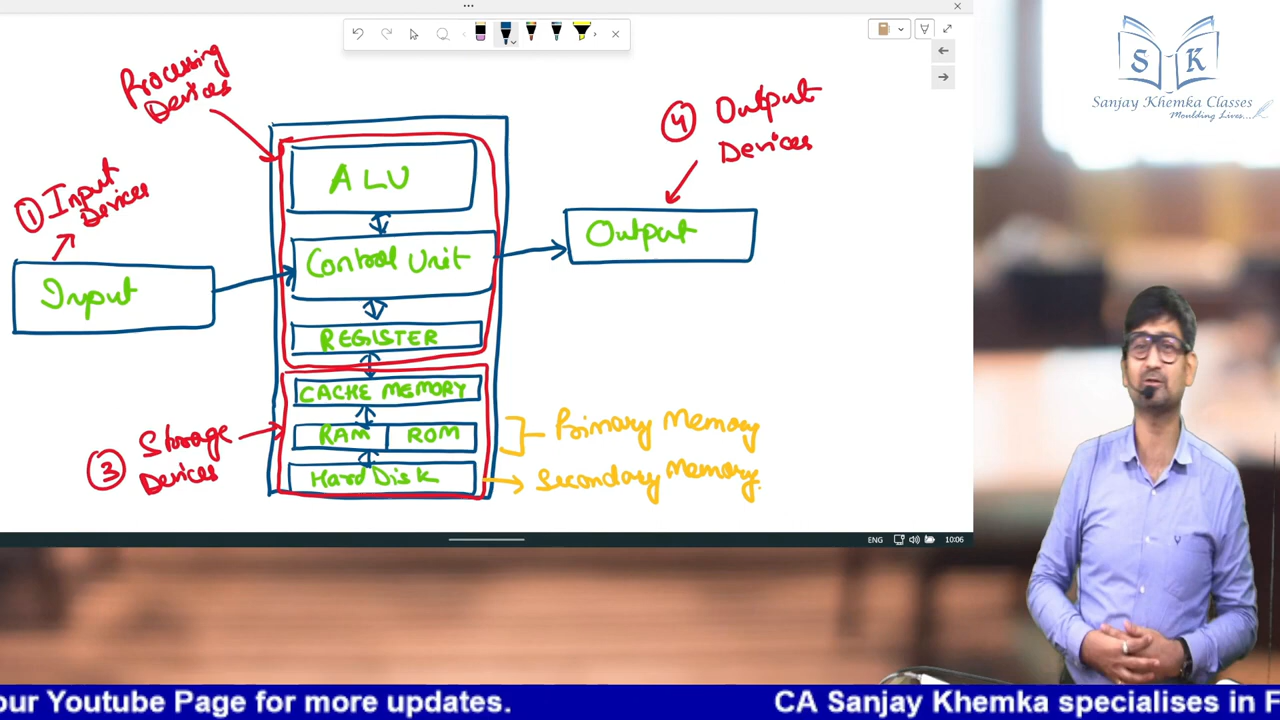 Processing
Devices
① Input
Devices
Input
ALU
Control Unit
REGISTER
CACHE MEMORY
RAM
ROM
Hard Disk
③ Storage
Devices
④ Output
Devices
Output
Primary Memory
Secondary Memory.
S K
Sanjay Khemka Classes
Moulding Lives...
ENG
10:06
our Youtube Page for more updates.
CA Sanjay Khemka specialises in F